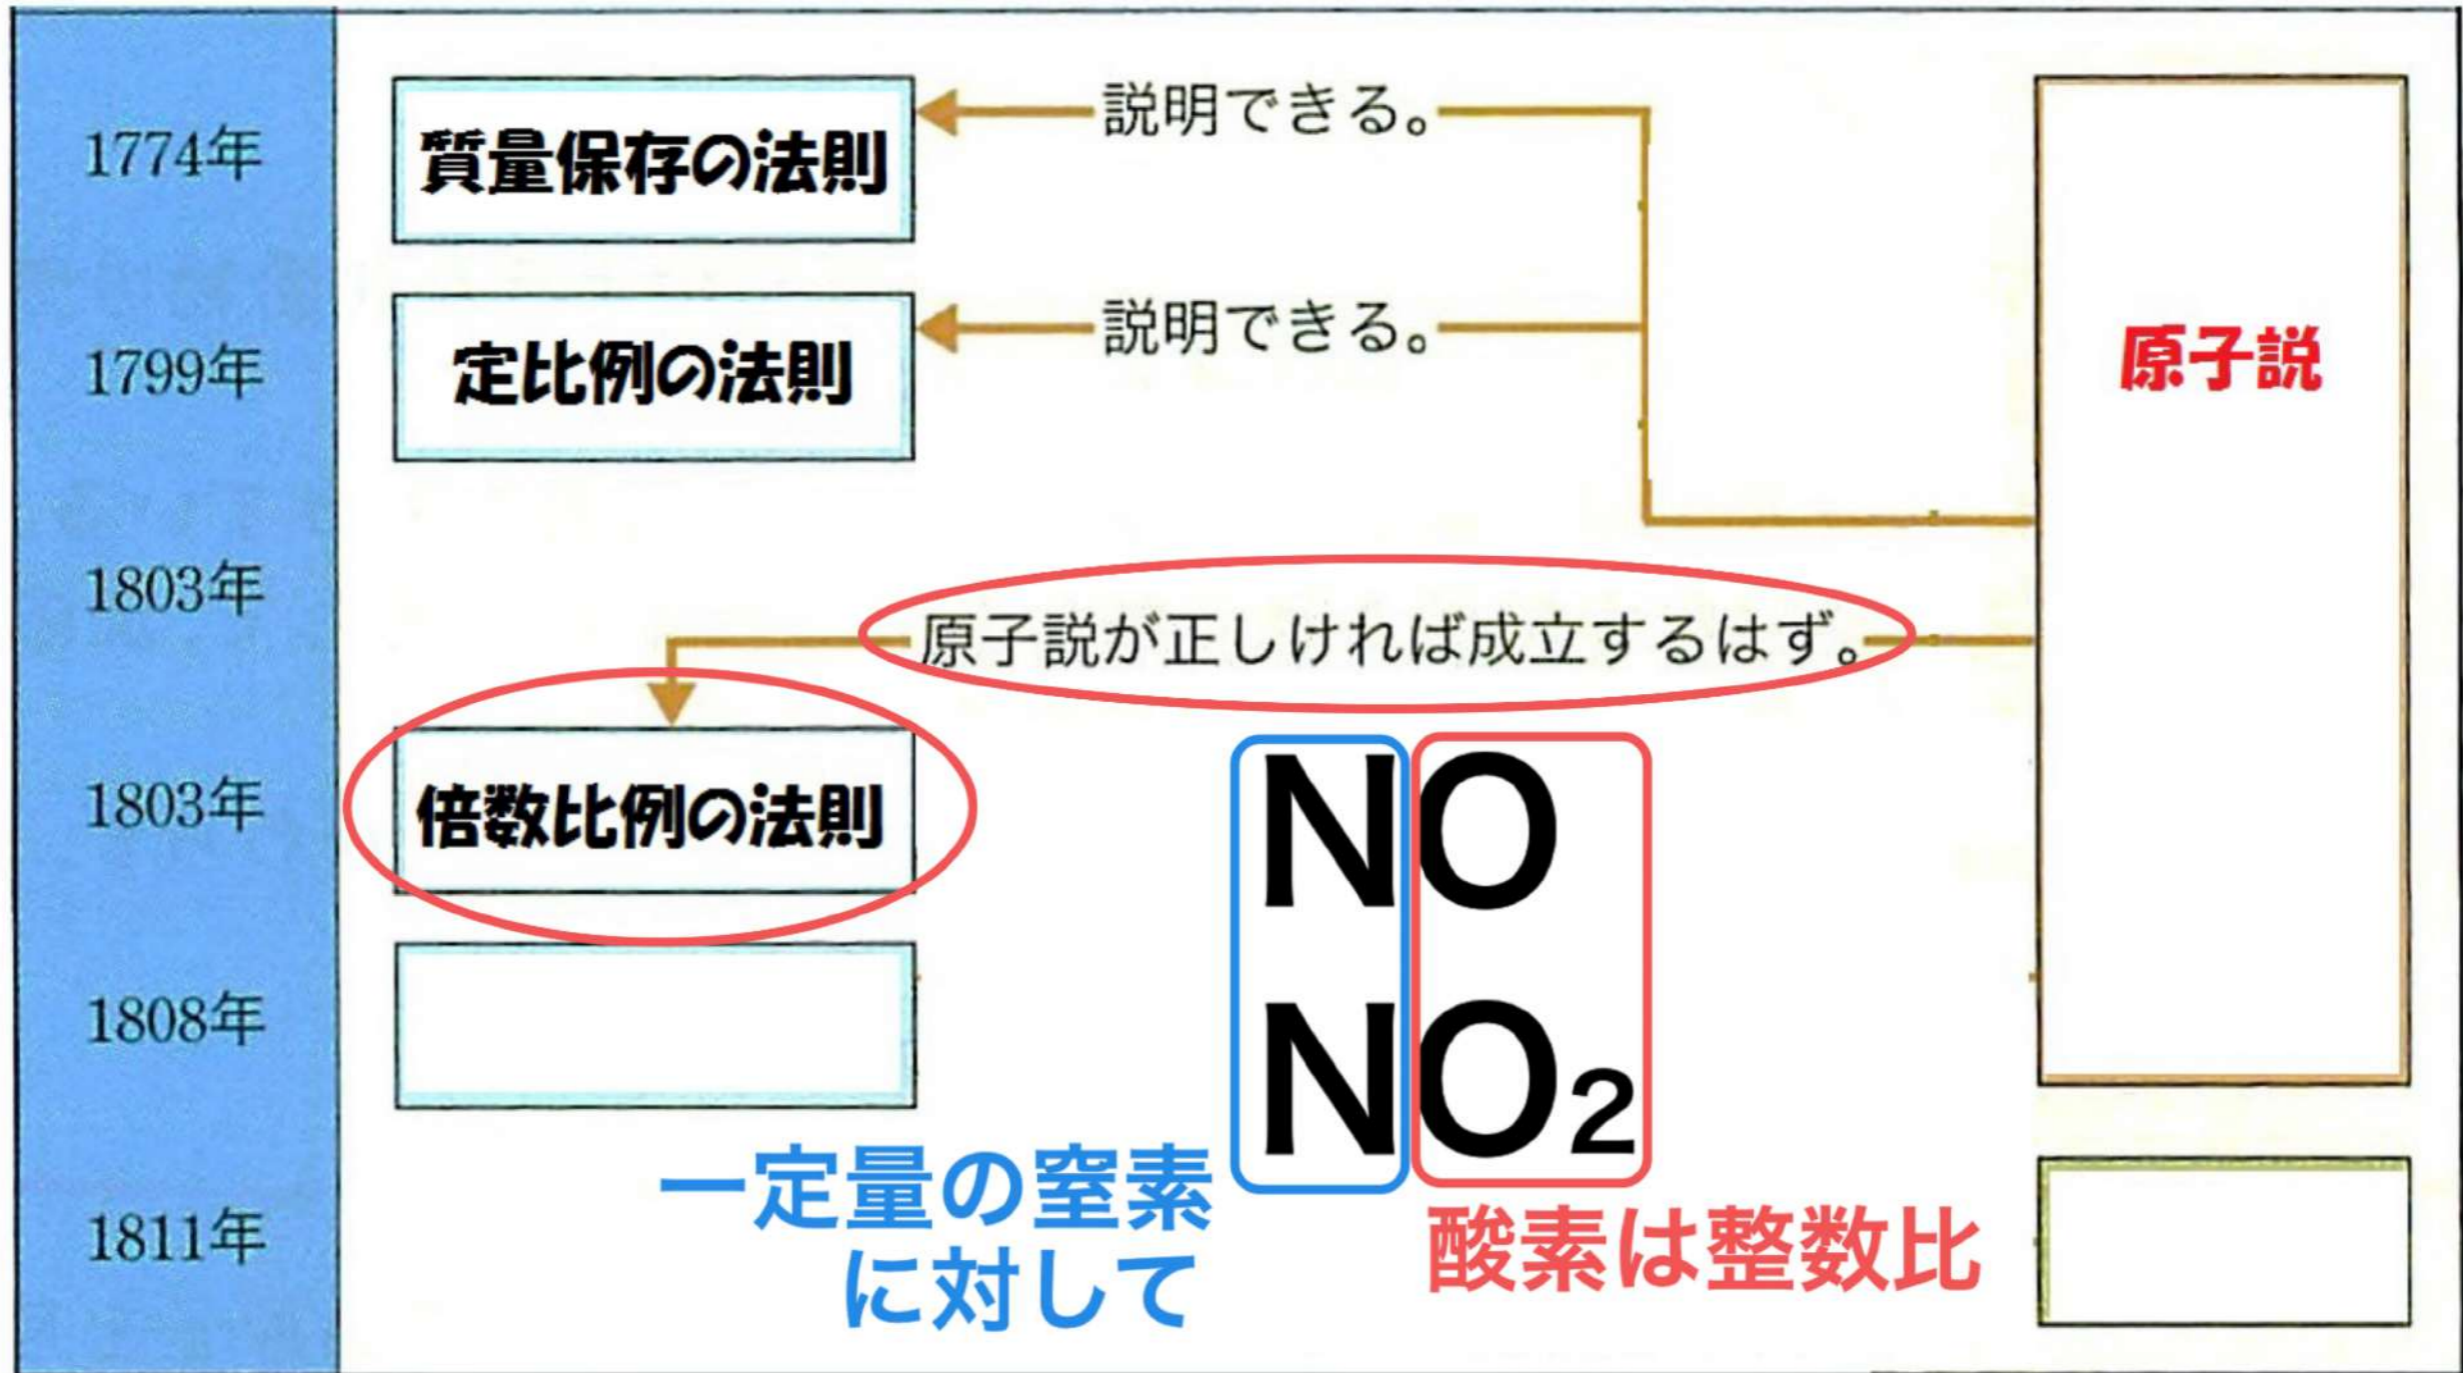 1774年
質量保存の法則
説明できる。
1799年
定比例の法則
説明できる。
原子説
1803年
原子説が正しければ成立するはず。
1803年
倍数比例の法則
NO
1808年
NO₂
一定量の窒素
に対して
酸素は整数比
1811年